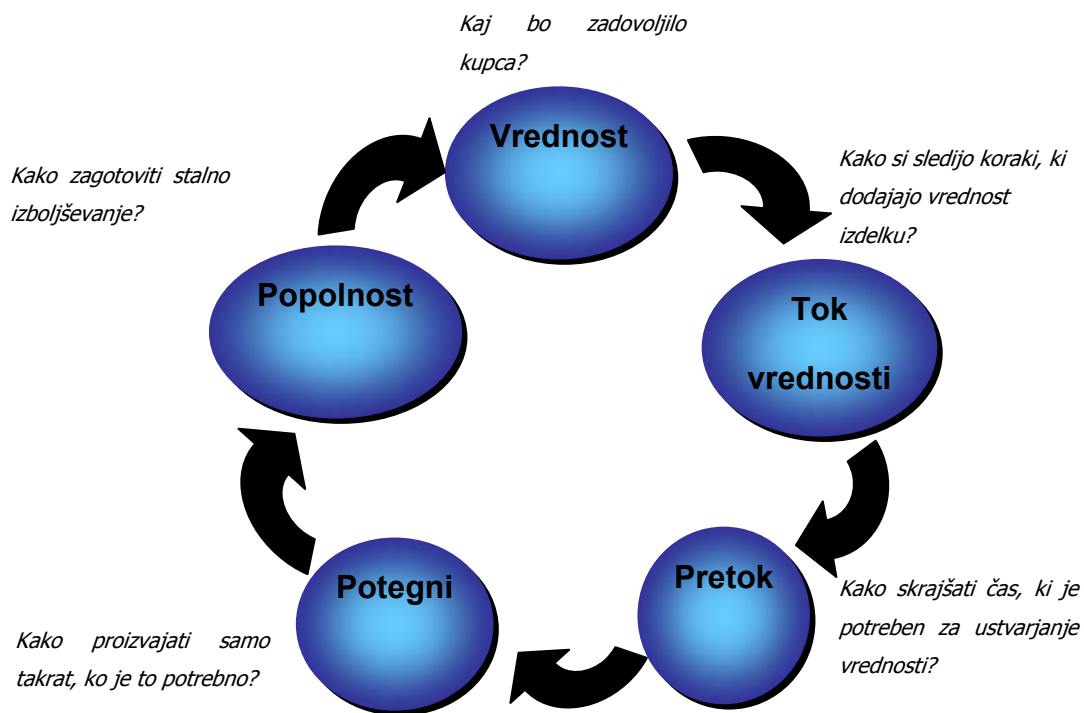 Kaj bo zadovoljilo
kupca?
Vrednost
Kako si sledijo koraki, ki
dodajajo vrednost
izdelku?
Tok
vrednosti
Kako skrajšati čas, ki je
potreben za ustvarjanje
vrednosti?
Pretok
Potegni
Kako proizvajati samo
takrat, ko je to potrebno?
Popolnost
Kako zagotoviti stalno
izboljševanje?